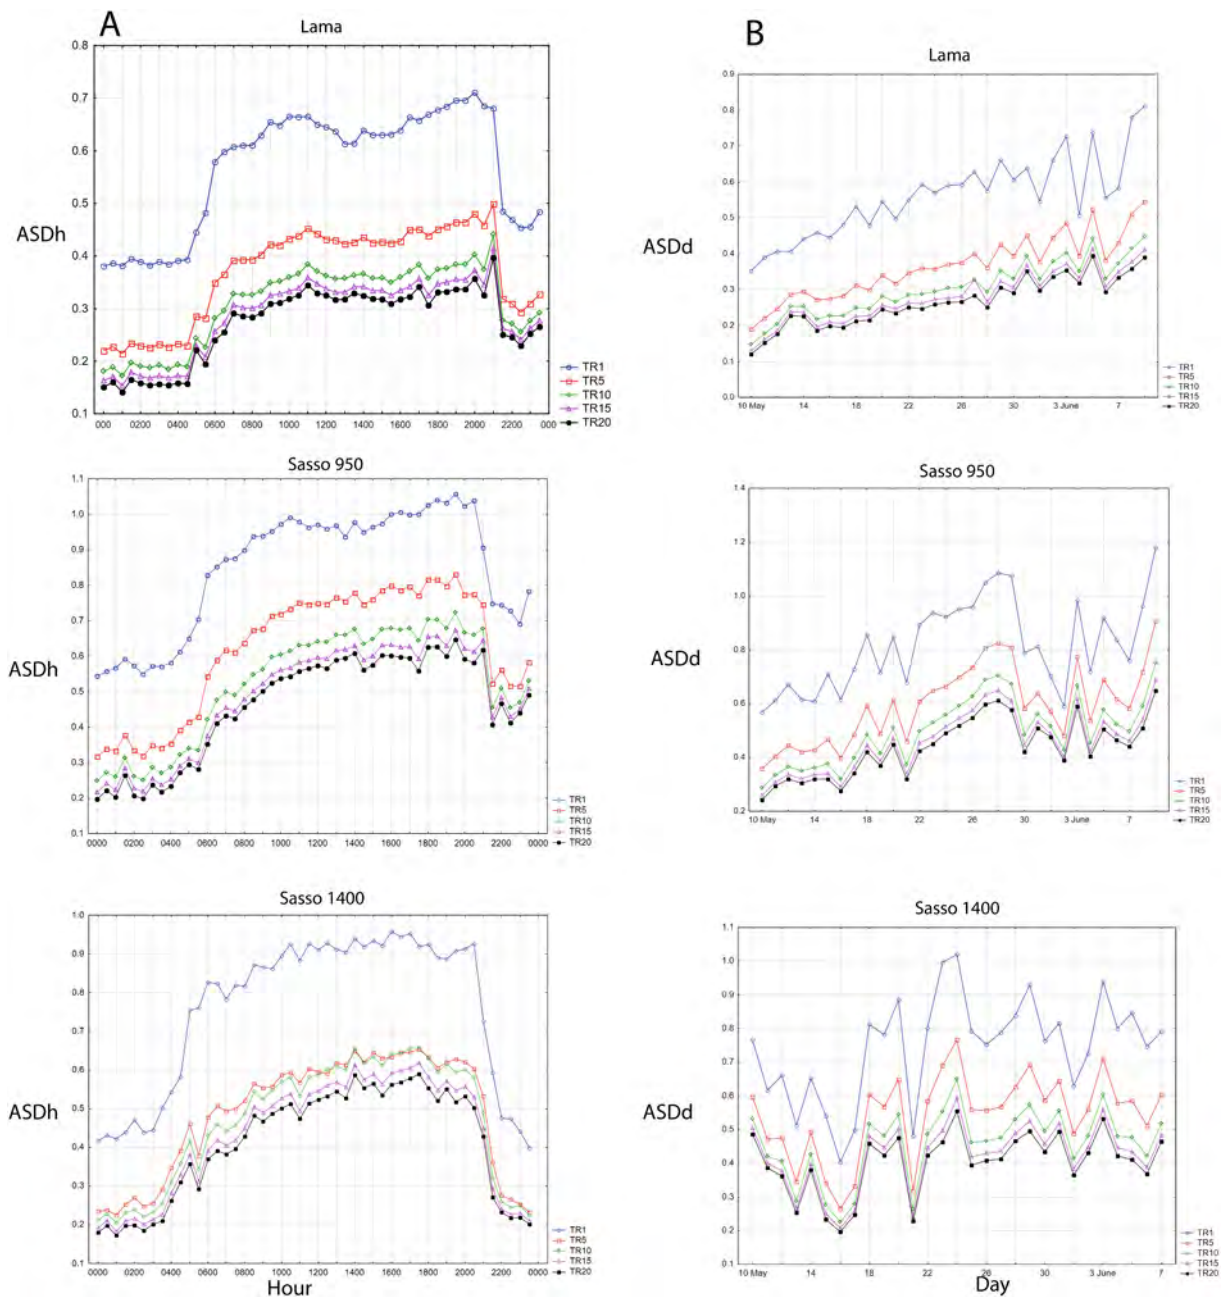 A
Lama
0.8
0.7
0.6
0.5
0.4
0.3
0.2
0.1
ASDh
000 0200 0400 0600 0800 1000 1200 1400 1600 1800 2000 2200 000
TR1
TR5
TR10
TR15
TR20
Sasso 950
1.1
1.0
0.9
0.8
0.7
0.6
0.5
0.4
0.3
0.2
0.1
ASDh
0000 0200 0400 0600 0800 1000 1200 1400 1600 1800 2000 2200 0000
TR1
TR5
TR10
TR15
TR20
Sasso 1400
1.0
0.9
0.8
0.7
0.6
0.5
0.4
0.3
0.2
0.1
ASDh
0000 0200 0400 0600 0800 1000 1200 1400 1600 1800 2000 2200 0000
TR1
TR5
TR10
TR15
TR20
Hour
B
Lama
0.9
0.8
0.7
0.6
0.5
0.4
0.3
0.2
0.1
0.0
ASDd
10 May 14 18 22 26 30 3 June 7
TR1
TR5
TR10
TR15
TR20
Sasso 950
1.4
1.2
1.0
0.8
0.6
0.4
0.2
ASDd
10 May 14 18 22 26 30 3 June 7
TR1
TR5
TR10
TR15
TR20
Sasso 1400
1.1
1.0
0.9
0.8
0.7
0.6
0.5
0.4
0.3
0.2
0.1
ASDd
10 May 14 18 22 26 30 3 June 7
TR1
TR5
TR10
TR15
TR20
Day